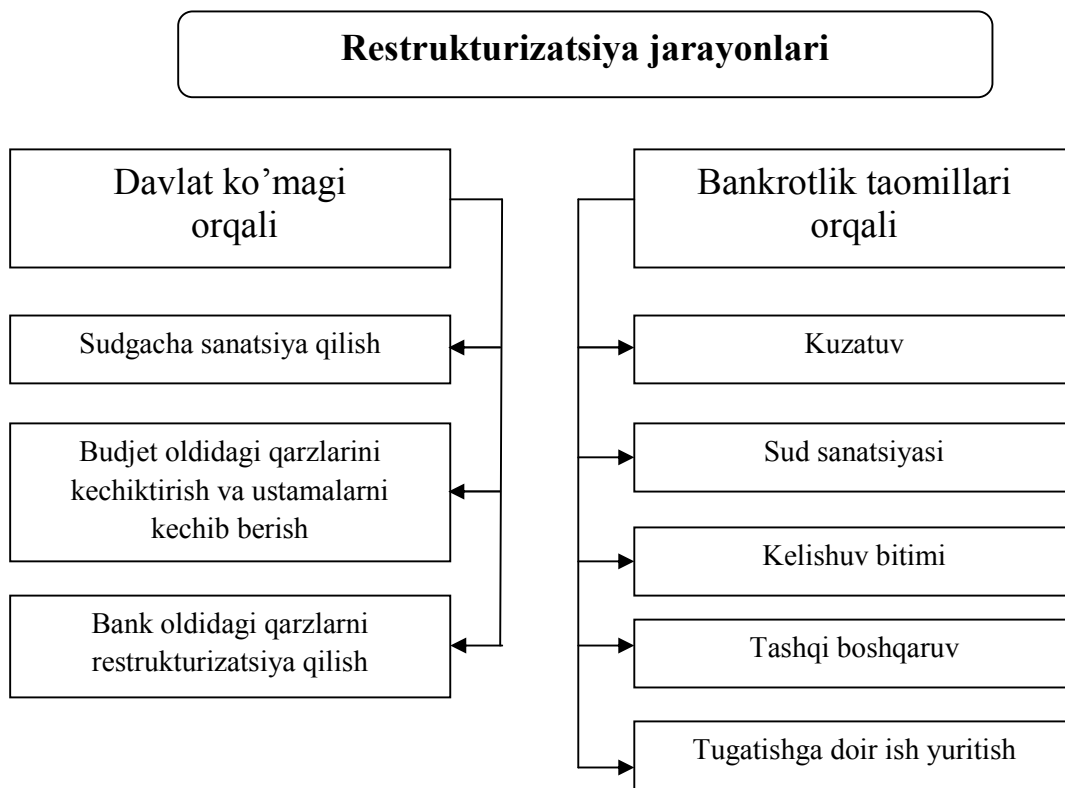 Restrukturizatsiya jarayonlari
Davlat ko’magi
orqali
Sudgacha sanatsiya qilish
Budjet oldidagi qarzlarini
kechiktirish va ustamalarni
kechib berish
Bank oldidagi qarzlarni
restrukturizatsiya qilish
Bankrotlik taomillari
orqali
Kuzatuv
Sud sanatsiyasi
Kelishuv bitimi
Tashqi boshqaruv
Tugatishga doir ish yuritish